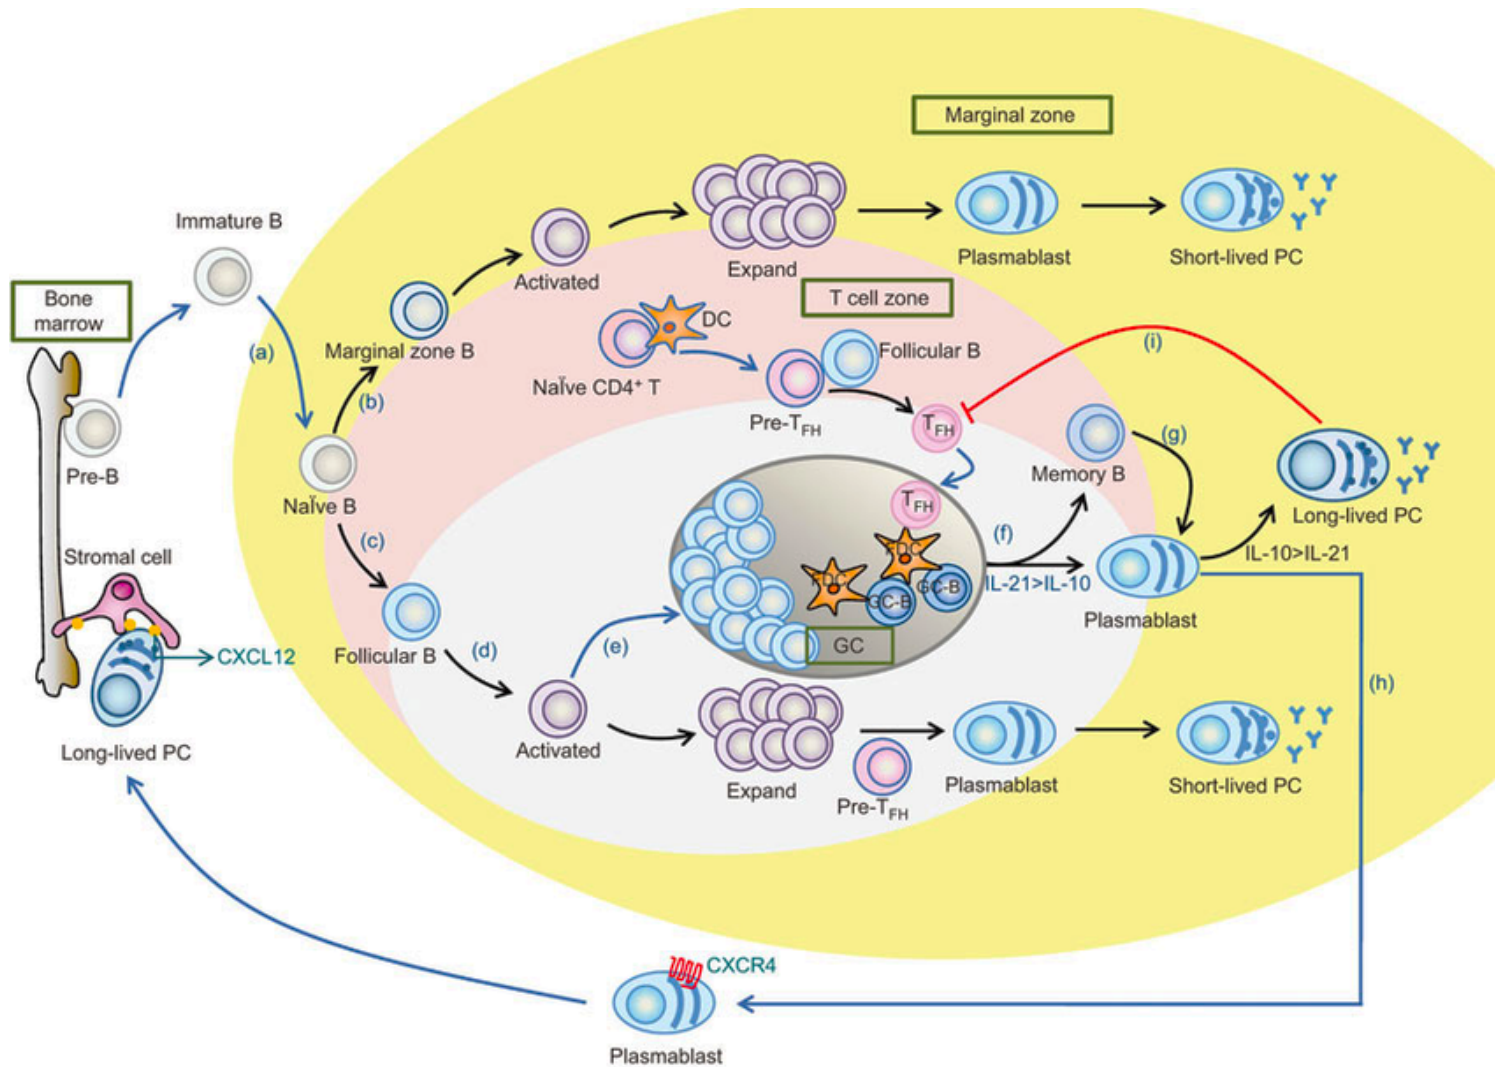 Marginal zone
Immature B
Plasmablast
Short-lived PC
Expand
Activated
Bone
marrow
T cell zone
DC
(a)
Marginal zone B
Follicular B
(i)
NaÏve CD4+ T
(b)
Pre-TFH
TFH
(g)
Pre-B
Memory B
NaÏve B
TFH
Long-lived PC
(c)
(f)
Stromal cell
FDC
IL-10>IL-21
FDC
GC-B
IL-21>IL-10
GC-B
Plasmablast
CXCL12
Follicular B
(d)
(e)
GC
(h)
Long-lived PC
Activated
Expand
Pre-TFH
Plasmablast
Short-lived PC
CXCR4
Plasmablast